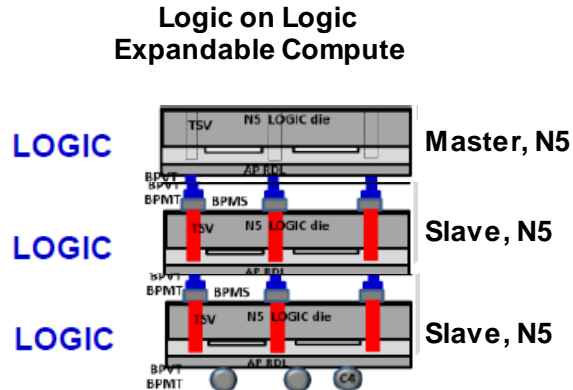 Logic on Logic
Expandable Compute
TSV N5 LOGIC die
LOGIC
Master, N5
AP RDL
BPVT
BPVT
BPMT BPMS
TSV N5 LOGIC die
LOGIC
Slave, N5
AP RDL
BPVT
BPMT BPMS
TSV N5 LOGIC die
LOGIC
Slave, N5
AP RDL
BPVT
BPMT
C4